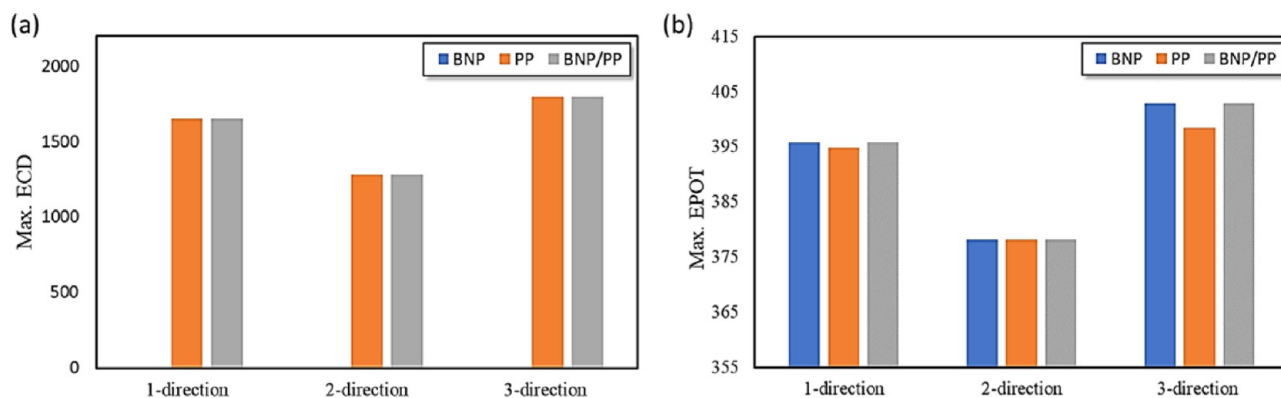 (a)
BNP PP BNP/PP
2000
1500
1000
500
0
Max. ECD
1-direction 2-direction 3-direction
(b)
BNP PP BNP/PP
415
405
395
385
375
365
355
Max. EPOT
1-direction 2-direction 3-direction